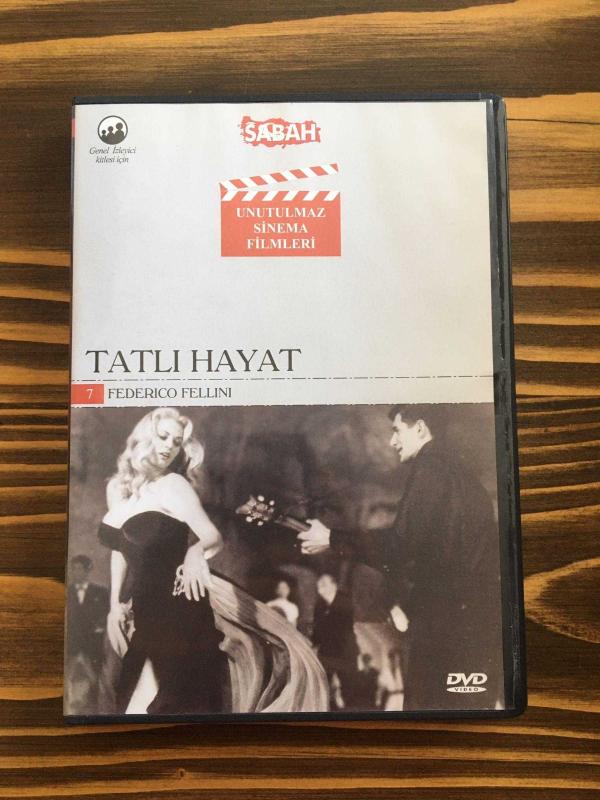 Genel İzleyici
kitlesi için
SABAH
UNUTULMAZ
SİNEMA
FİLMLERİ
TATLI HAYAT
7 FEDERICO FELLINI
DVD
VIDEO